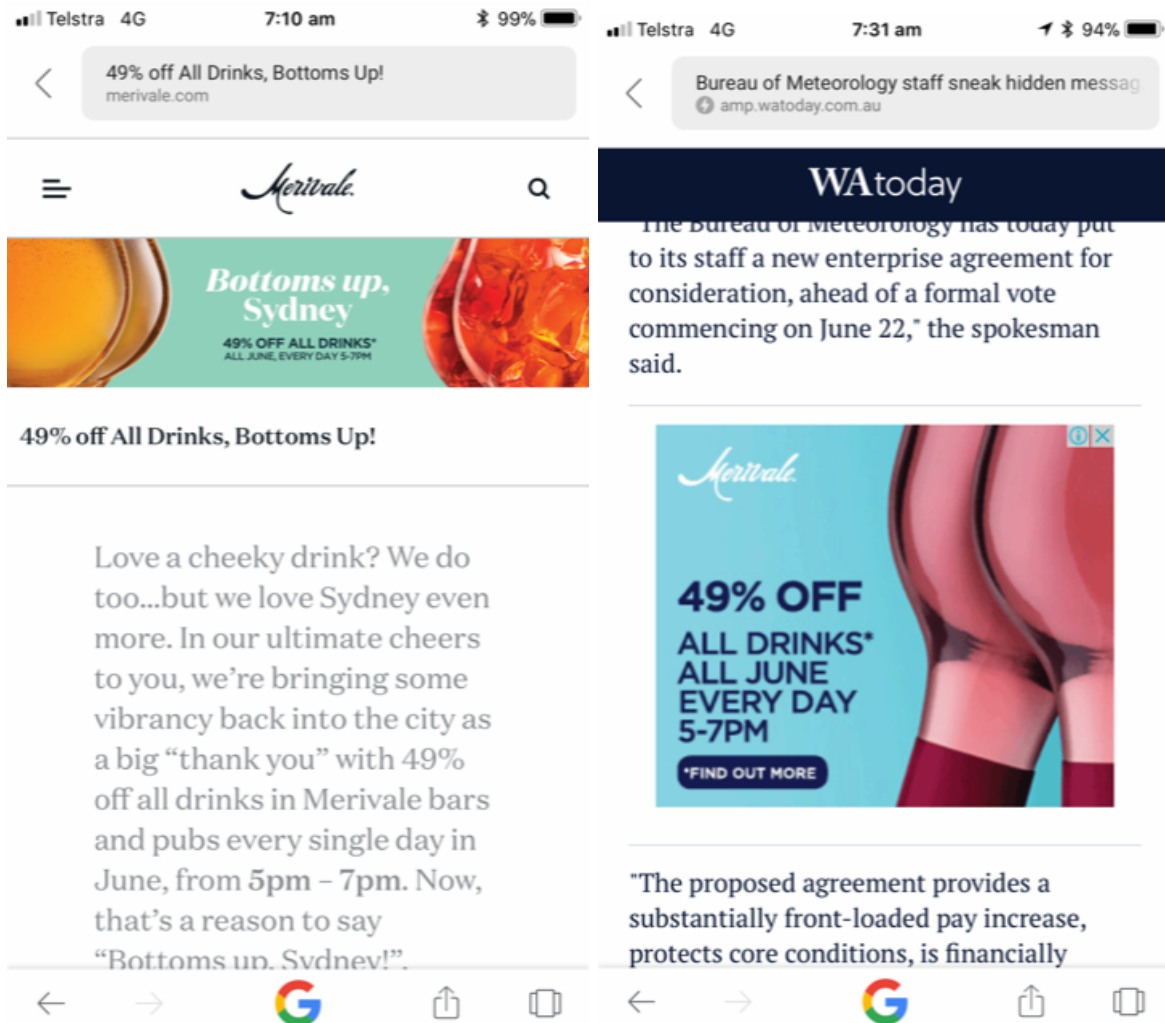 Telstra 4G 7:10 am 99%
49% off All Drinks, Bottoms Up!
merivale.com
Merivale.
Bottoms up,
Sydney
49% OFF ALL DRINKS*
ALL JUNE, EVERY DAY 5-7PM
49% off All Drinks, Bottoms Up!
Love a cheeky drink? We do
too...but we love Sydney even
more. In our ultimate cheers
to you, we're bringing some
vibrancy back into the city as
a big "thank you" with 49%
off all drinks in Merivale bars
and pubs every single day in
June, from 5pm – 7pm. Now,
that's a reason to say
"Bottoms up, Sydney!".
Telstra 4G 7:31 am 94%
Bureau of Meteorology staff sneak hidden messag
amp.watoday.com.au
WAtoday
"The Bureau of Meteorology has today put
to its staff a new enterprise agreement for
consideration, ahead of a formal vote
commencing on June 22," the spokesman
said.
Merivale.
49% OFF
ALL DRINKS*
ALL JUNE
EVERY DAY
5-7PM
*FIND OUT MORE
"The proposed agreement provides a
substantially front-loaded pay increase,
protects core conditions, is financially